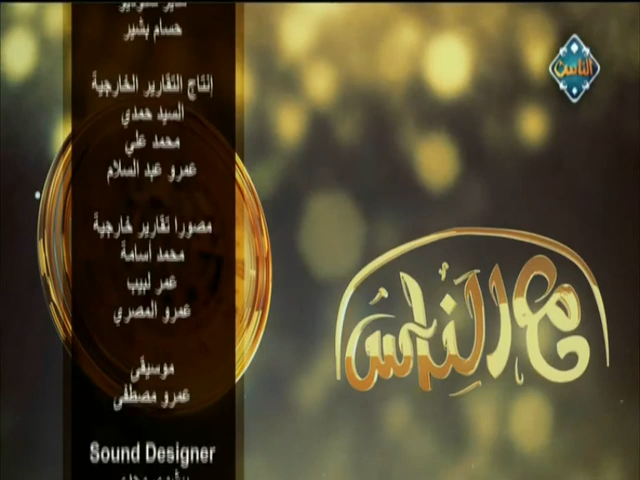 حسام بشير
إنتاج التقارير الخارجية
السيد حمدي
محمد علي
عمرو عبد السلام
مصورا تقارير خارجية
محمد أسامة
عمر لبيب
عمرو المصري
موسيقى
عمرو مصطفى
Sound Designer
الناس
مع الناس